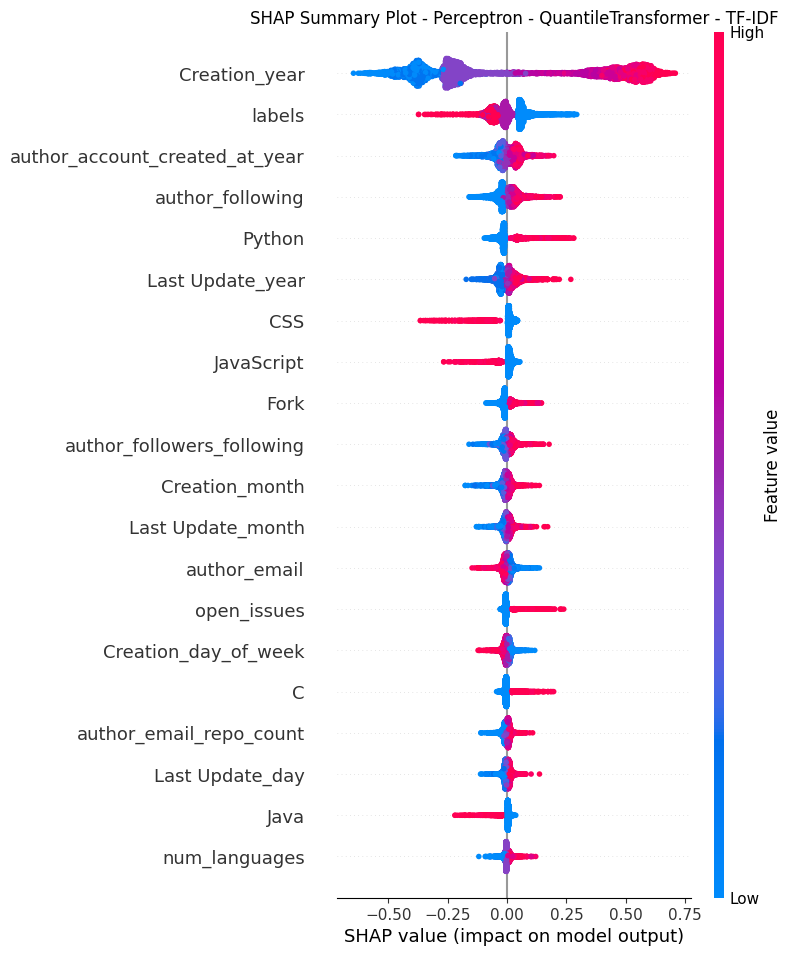 SHAP Summary Plot - Perceptron - QuantileTransformer - TF-IDF
High
Creation_year
labels
author_account_created_at_year
author_following
Python
Last Update_year
CSS
JavaScript
Fork
author_followers_following
Creation_month
Last Update_month
author_email
open_issues
Creation_day_of_week
C
author_email_repo_count
Last Update_day
Java
num_languages
Feature value
Low
−0.50 −0.25 0.00 0.25 0.50 0.75
SHAP value (impact on model output)